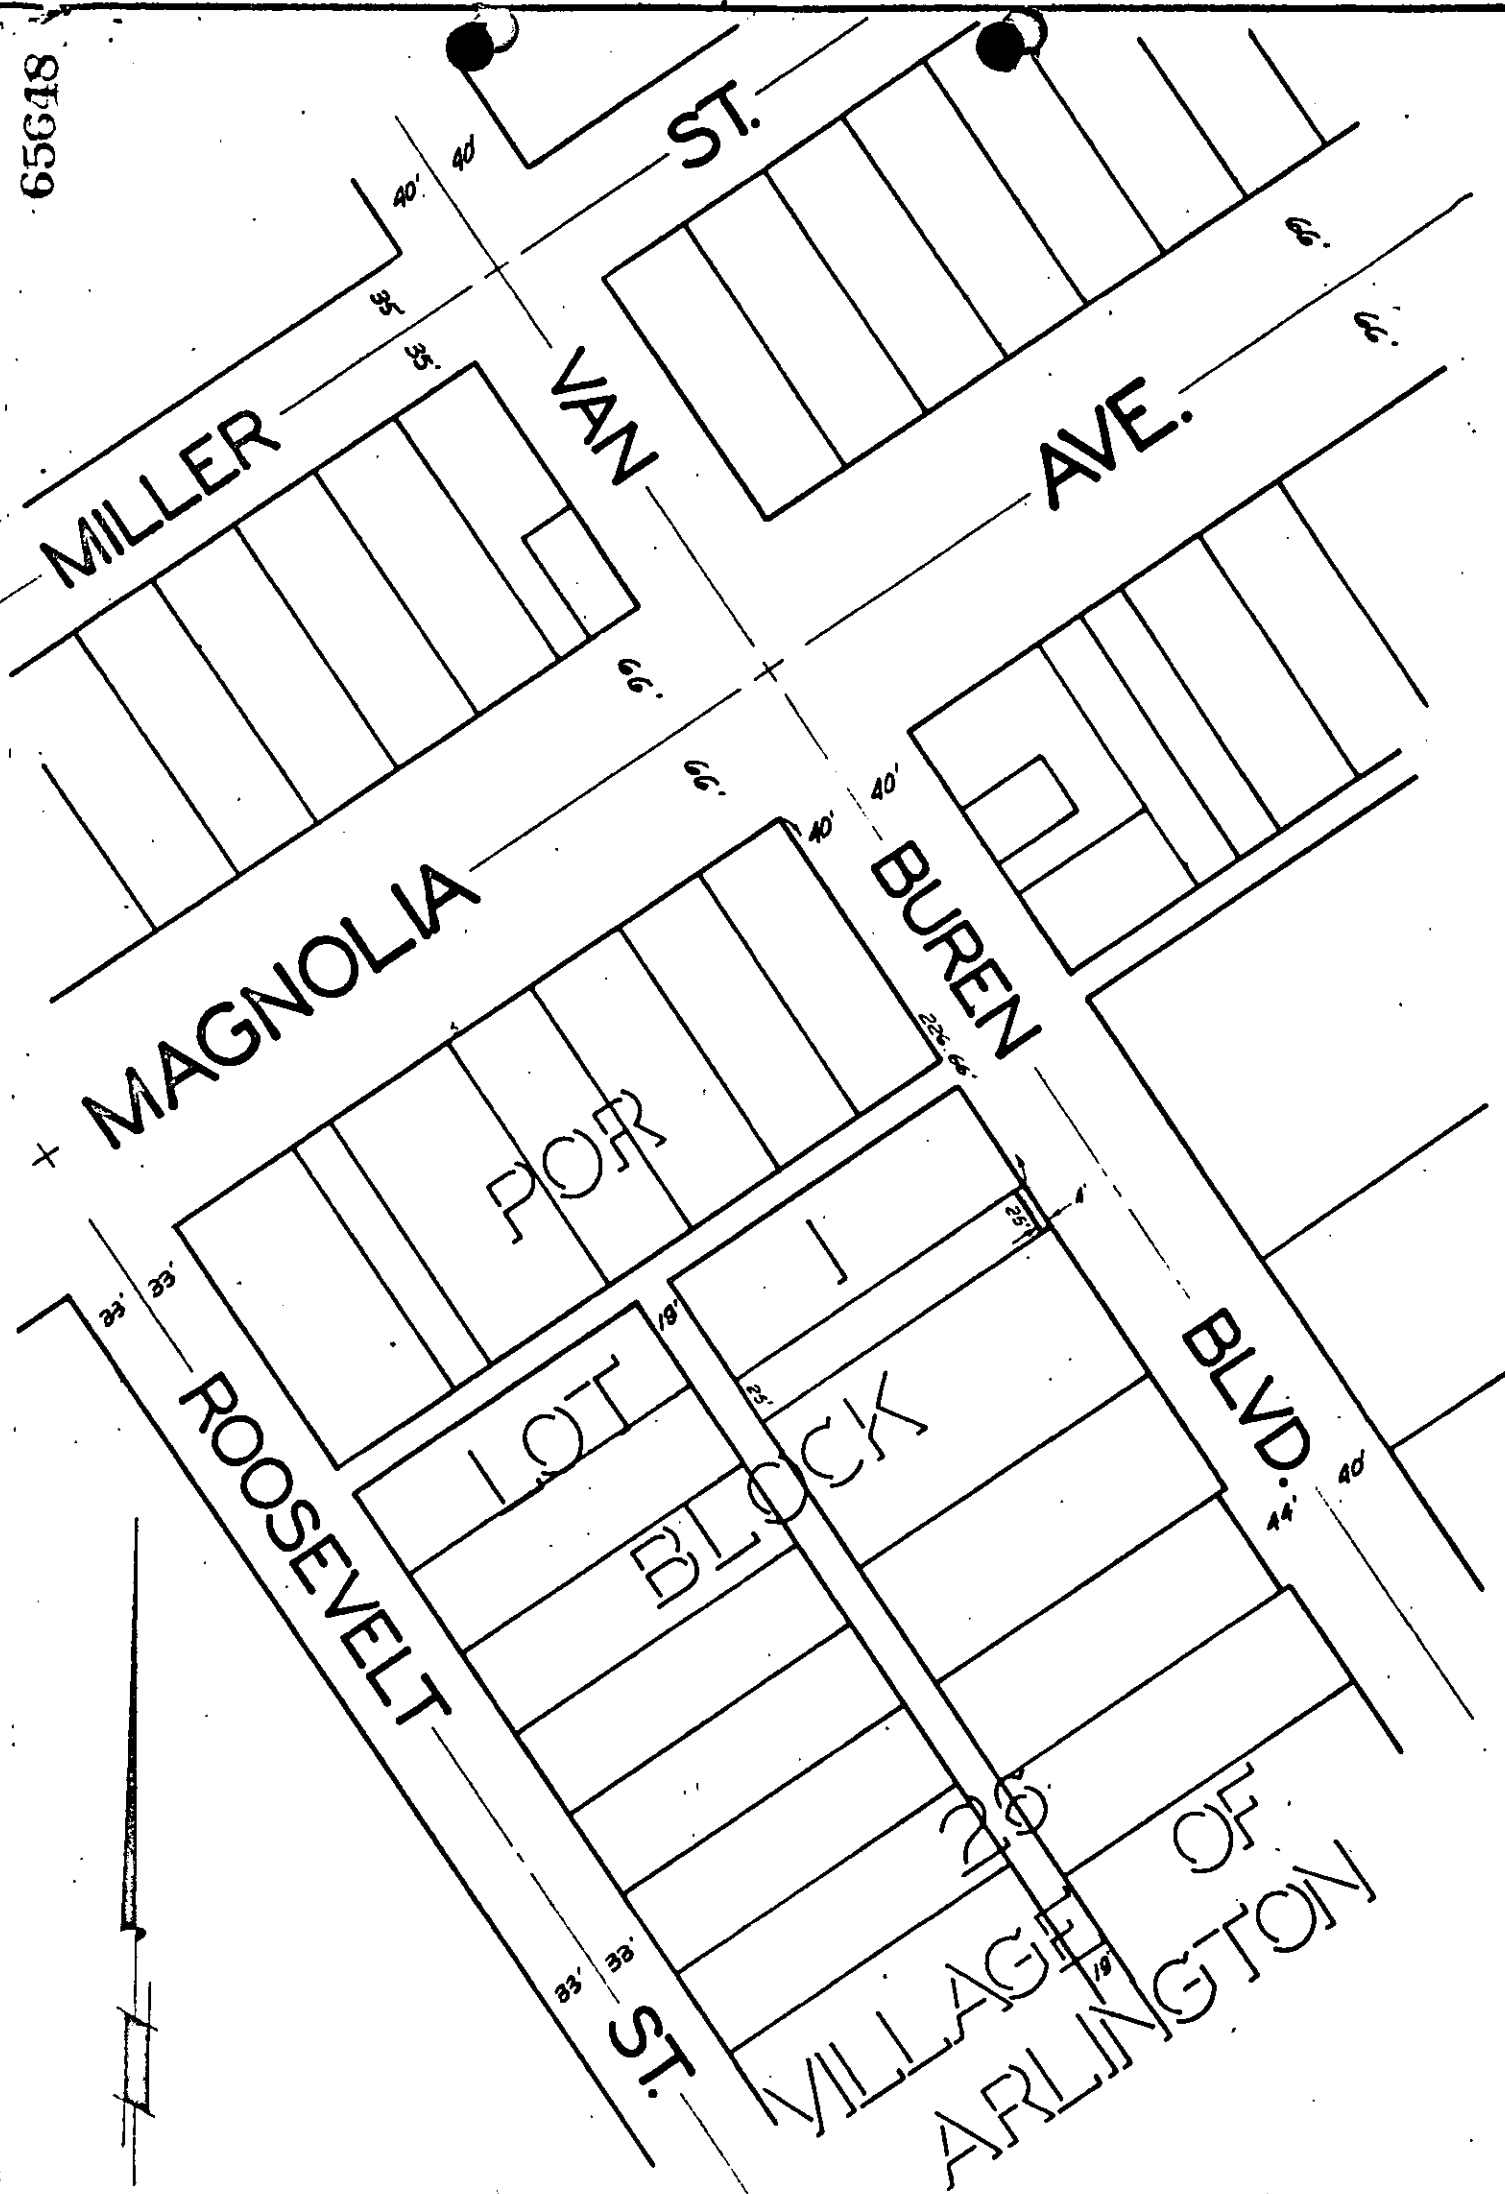 65648
40'
40'
MILLER ST.
35'
35'
VAN BUREN BLVD.
66'
66'
MAGNOLIA AVE.
66'
66'
40'
40'
226.66'
POR
LOT 1
BLOCK 26 OF
VILLAGE
ARLINGTON
25'
4'
19'
25'
33'
33'
ROOSEVELT ST.
40'
44'
33'
33'
19'